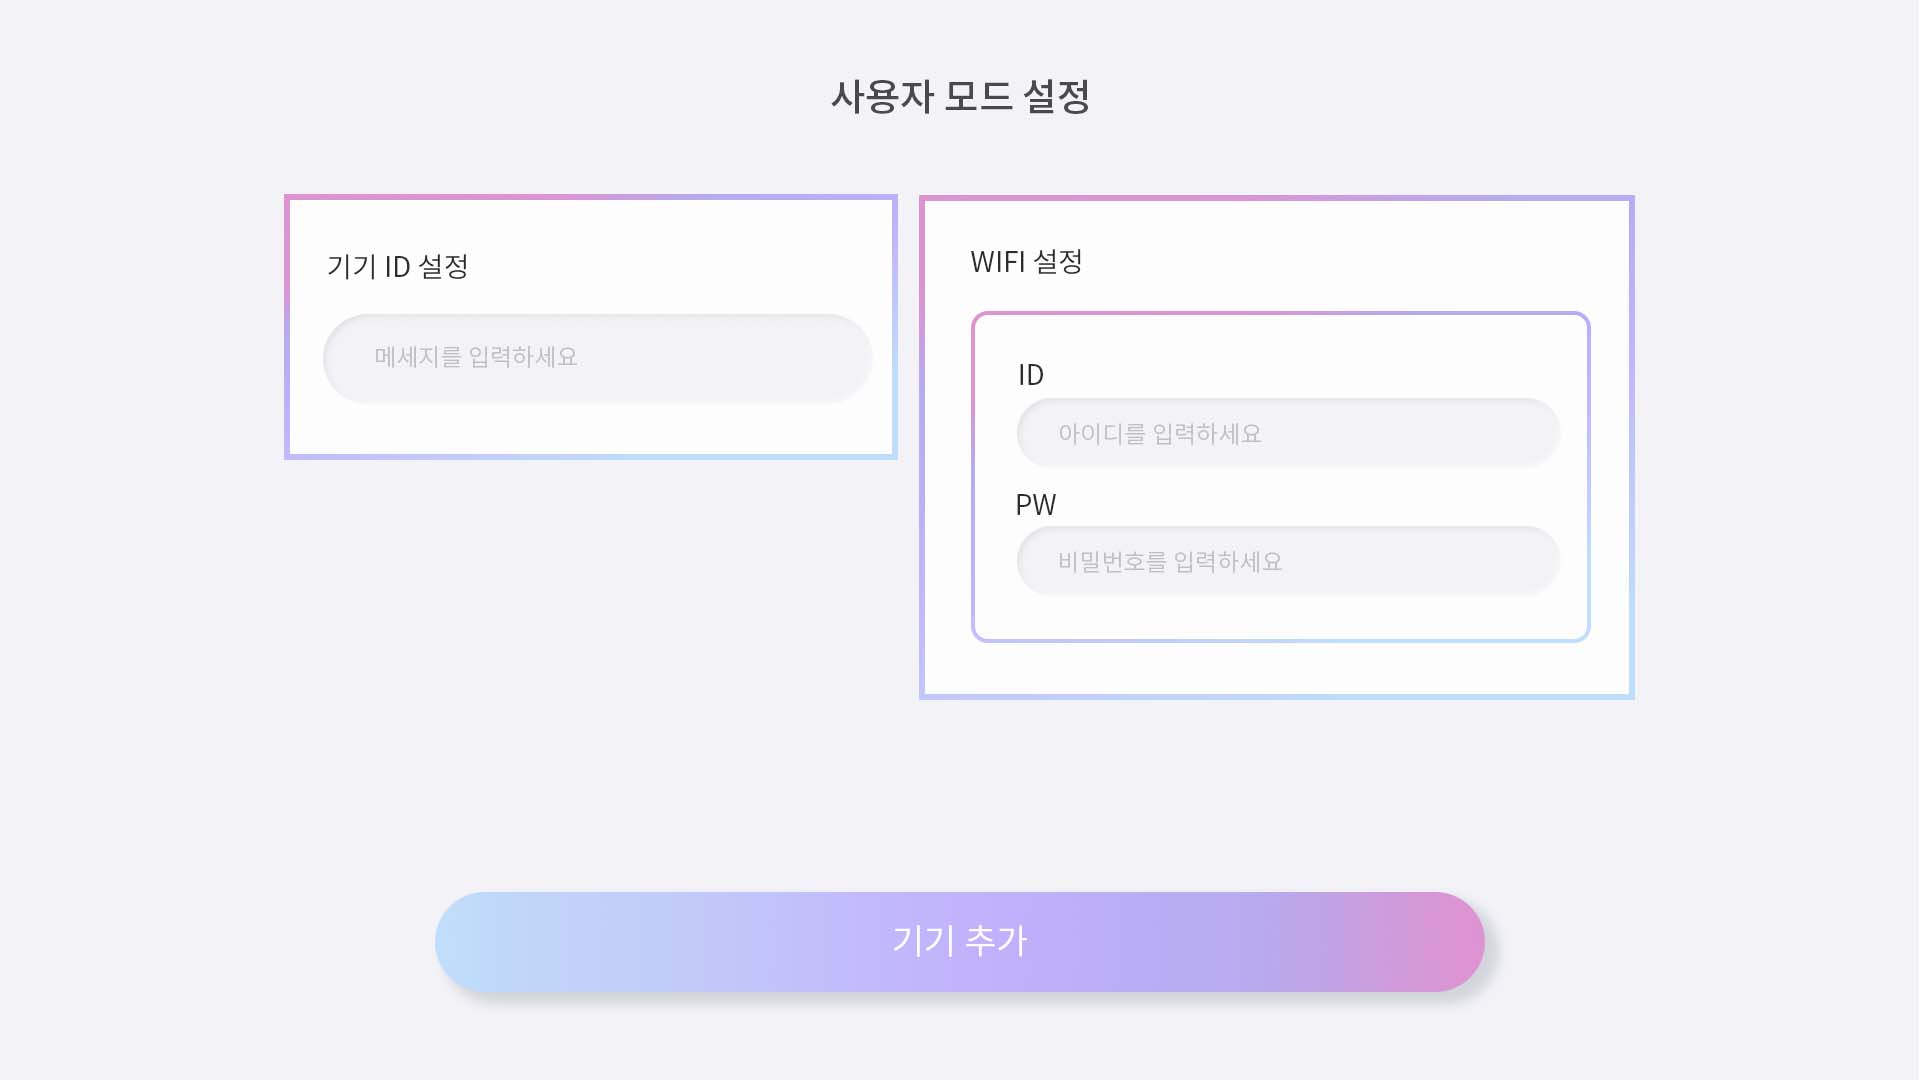 사용자 모드 설정
기기 ID 설정
메세지를 입력하세요
WIFI 설정
ID
아이디를 입력하세요
PW
비밀번호를 입력하세요
기기 추가